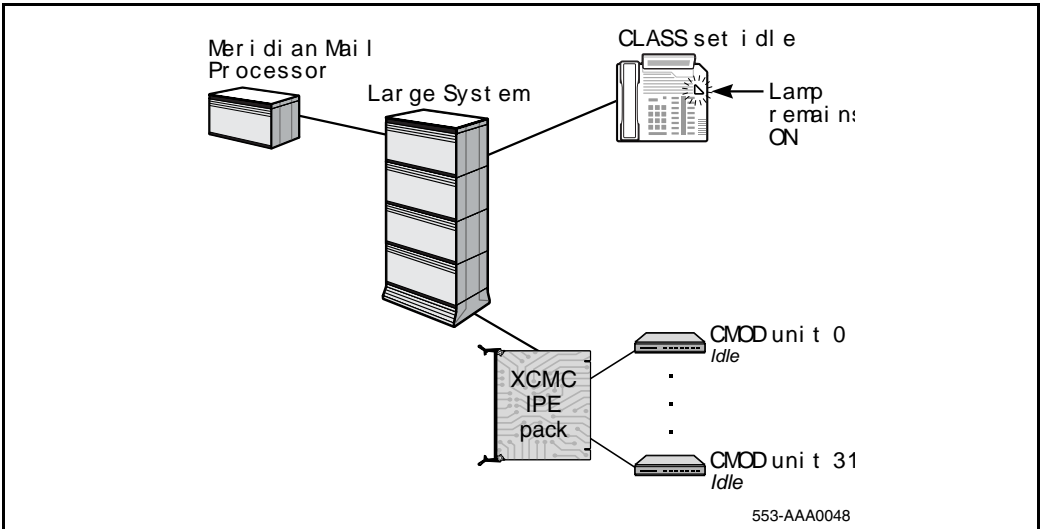 Meridian Mail
Processor
Large System
CLASS set idle
Lamp
remains
ON
XCMC
IPE
pack
CMOD unit 0
Idle
CMOD unit 31
Idle
553-AAA0048